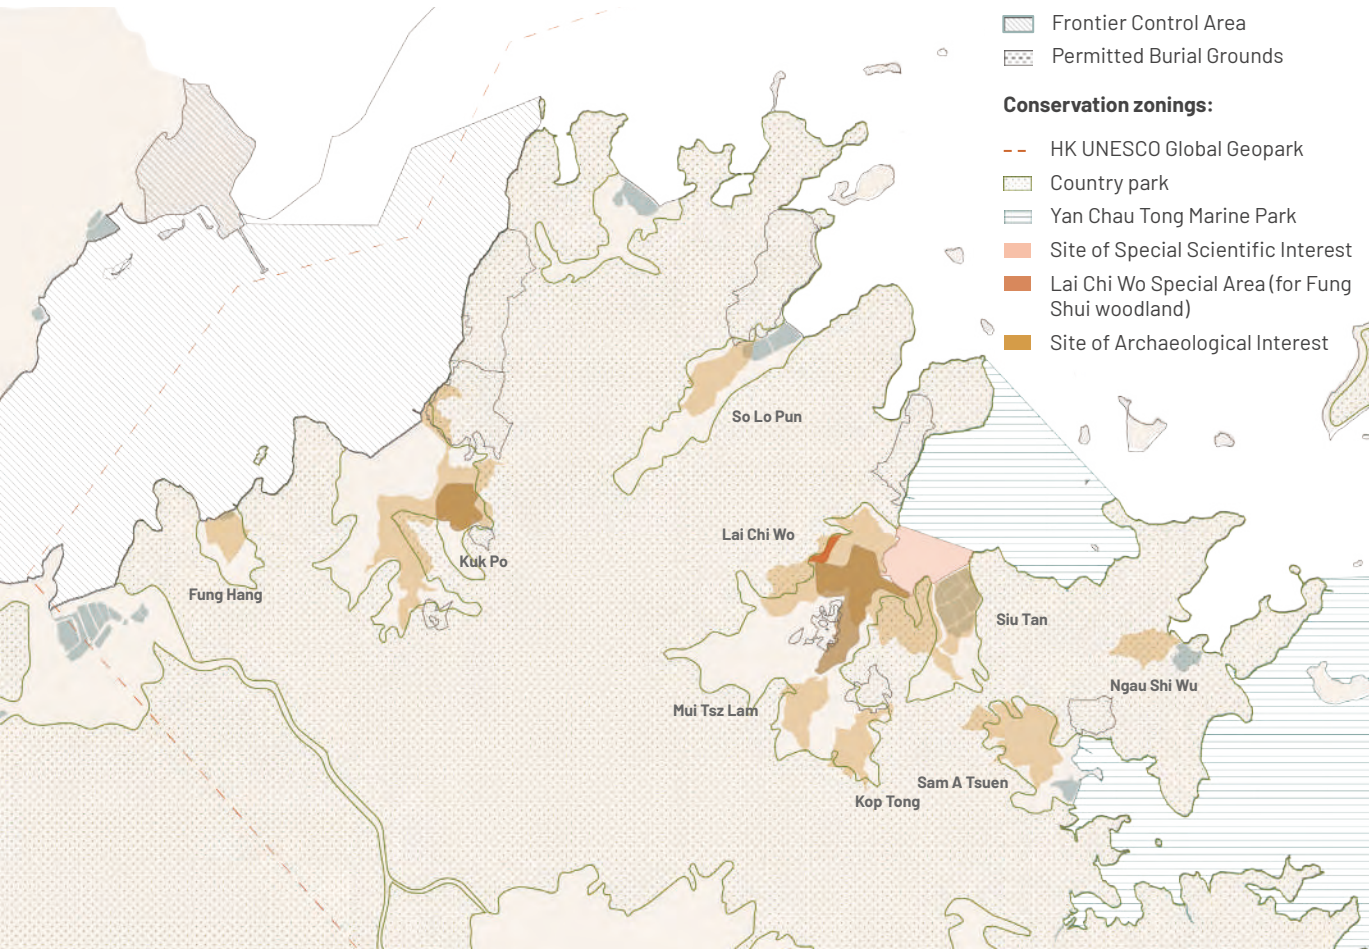 Frontier Control Area
Permitted Burial Grounds
Conservation zonings:
HK UNESCO Global Geopark
Country park
Yan Chau Tong Marine Park
Site of Special Scientific Interest
Lai Chi Wo Special Area (for Fung
Shui woodland)
Site of Archaeological Interest
So Lo Pun
Lai Chi Wo
Kuk Po
Fung Hang
Siu Tan
Ngau Shi Wu
Mui Tsz Lam
Sam A Tsuen
Kop Tong